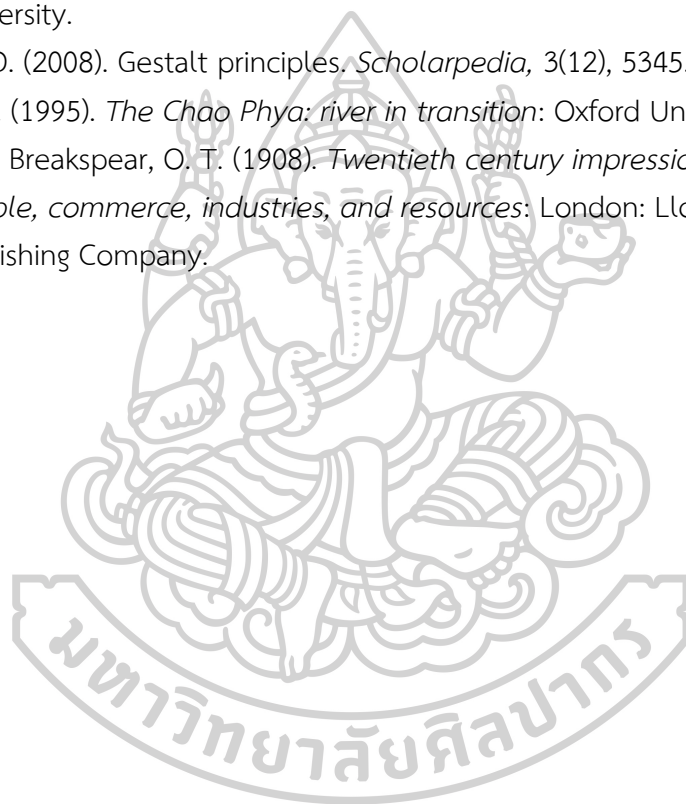 ersity.
D. (2008). Gestalt principles. Scholarpedia, 3(12), 5345.
. (1995). The Chao Phya: river in transition: Oxford Un
Breakspear, O. T. (1908). Twentieth century impressio
ple, commerce, industries, and resources: London: Llo
ishing Company.
มหาวิทยาลัยศิลปากร